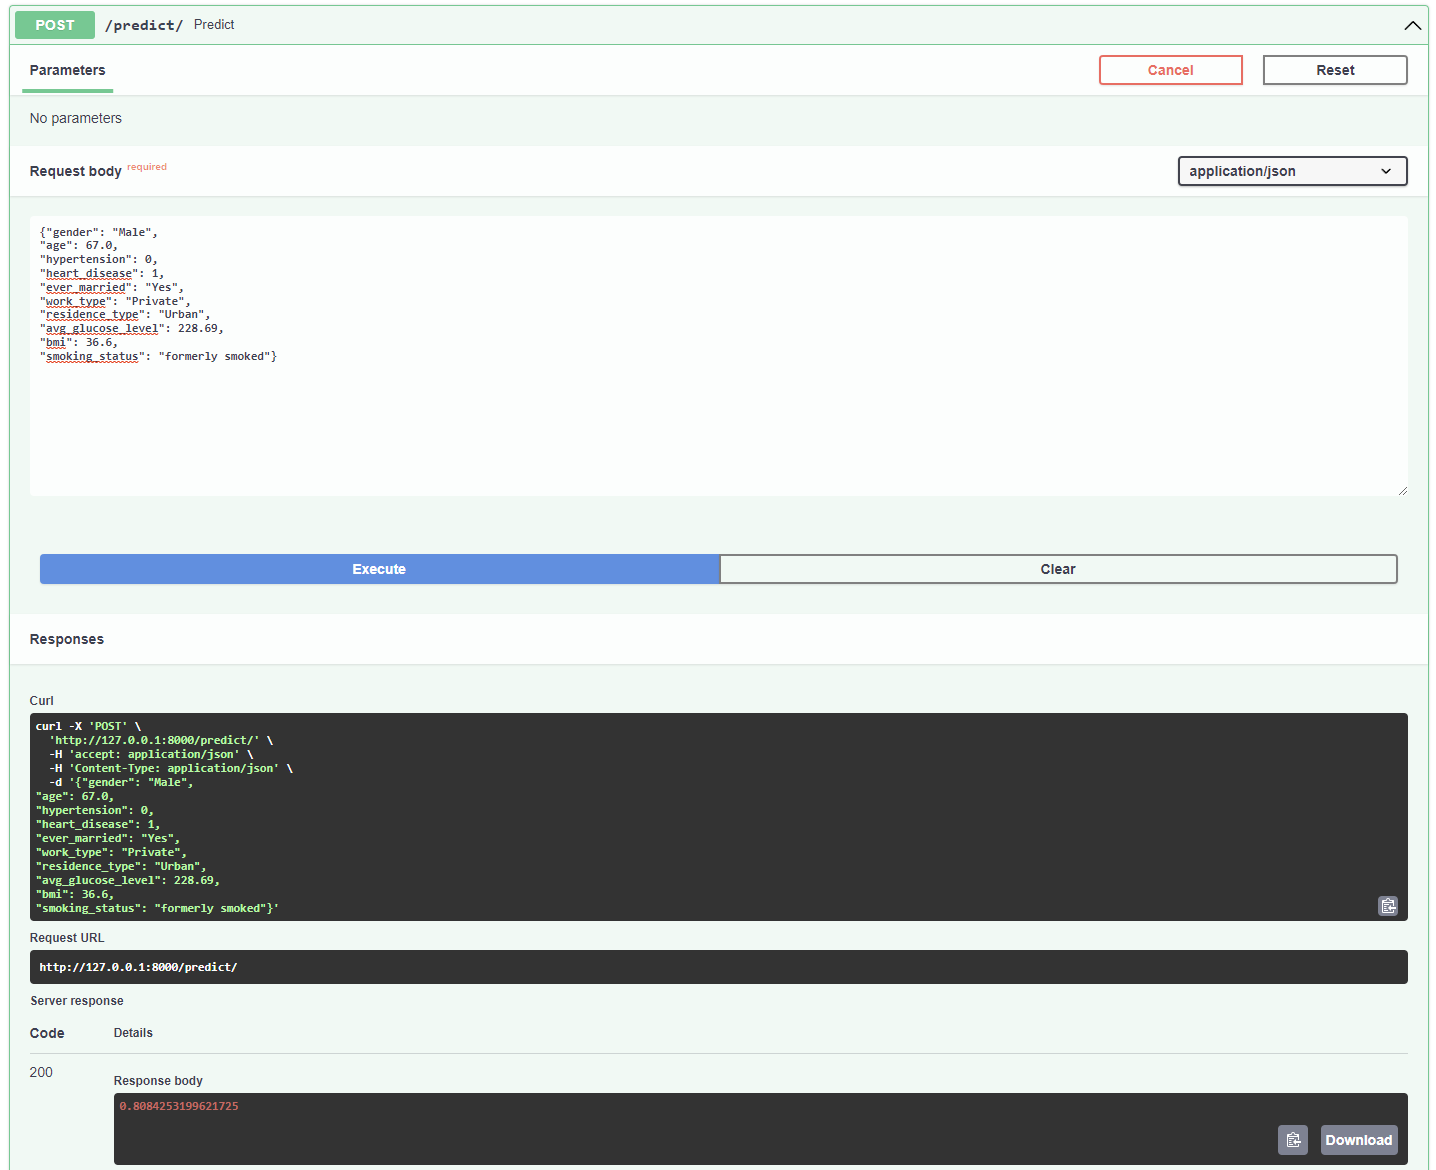 POST /predict/ Predict
Parameters
Cancel
Reset
No parameters
Request body required
application/json
{"gender": "Male",
"age": 67.0,
"hypertension": 0,
"heart_disease": 1,
"ever_married": "Yes",
"work_type": "Private",
"residence_type": "Urban",
"avg_glucose_level": 228.69,
"bmi": 36.6,
"smoking_status": "formerly smoked"}
Execute
Clear
Responses
Curl
curl -X 'POST' \
  'http://127.0.0.1:8000/predict/' \
  -H 'accept: application/json' \
  -H 'Content-Type: application/json' \
  -d '{"gender": "Male",
"age": 67.0,
"hypertension": 0,
"heart_disease": 1,
"ever_married": "Yes",
"work_type": "Private",
"residence_type": "Urban",
"avg_glucose_level": 228.69,
"bmi": 36.6,
"smoking_status": "formerly smoked"}'
Request URL
http://127.0.0.1:8000/predict/
Server response
Code Details
200
Response body
0.8084253199621725
Download